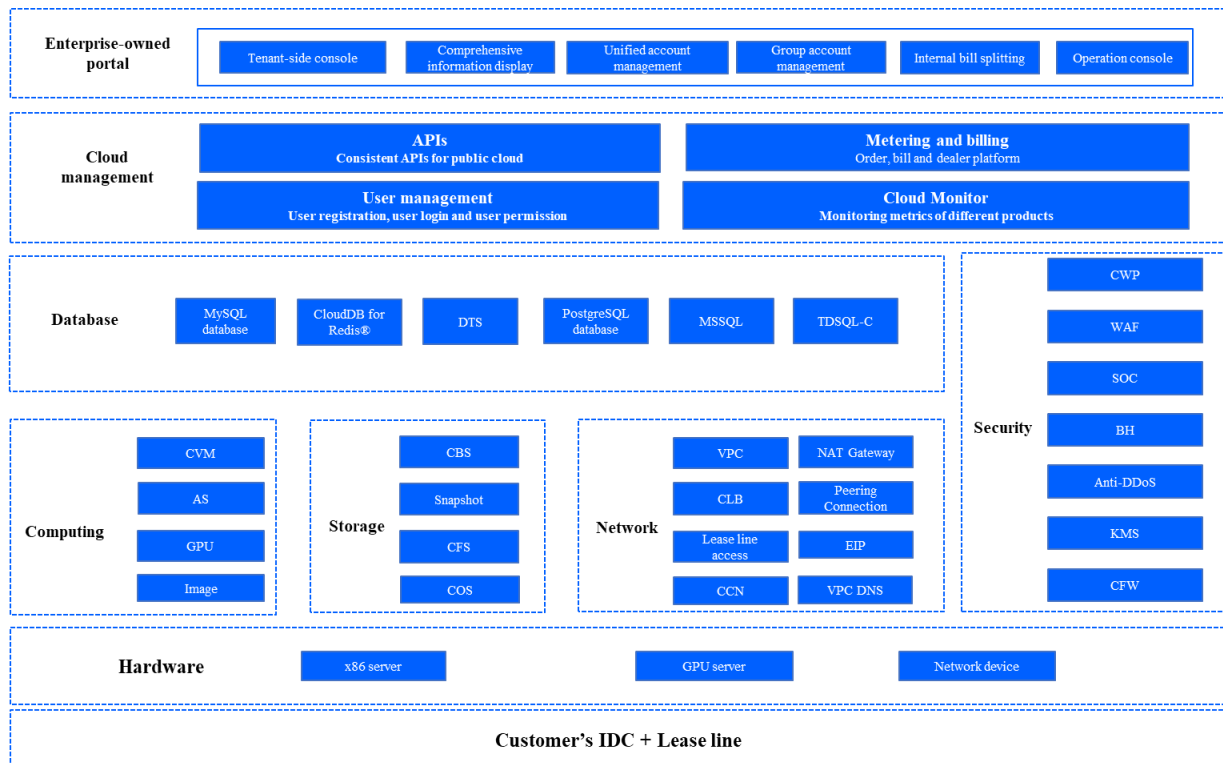 Enterprise-owned
portal
Tenant-side console
Comprehensive
information display
Unified account
management
Group account
management
Internal bill splitting
Operation console
Cloud
management
APIs
Consistent APIs for public cloud
Metering and billing
Order, bill and dealer platform
User management
User registration, user login and user permission
Cloud Monitor
Monitoring metrics of different products
Database
MySQL
database
CloudDB for
Redis®
DTS
PostgreSQL
database
MSSQL
TDSQL-C
Security
CWP
WAF
SOC
BH
Anti-DDoS
KMS
CFW
Computing
CVM
AS
GPU
Image
Storage
CBS
Snapshot
CFS
COS
Network
VPC
NAT Gateway
CLB
Peering
Connection
Lease line
access
EIP
CCN
VPC DNS
Hardware
x86 server
GPU server
Network device
Customer’s IDC + Lease line